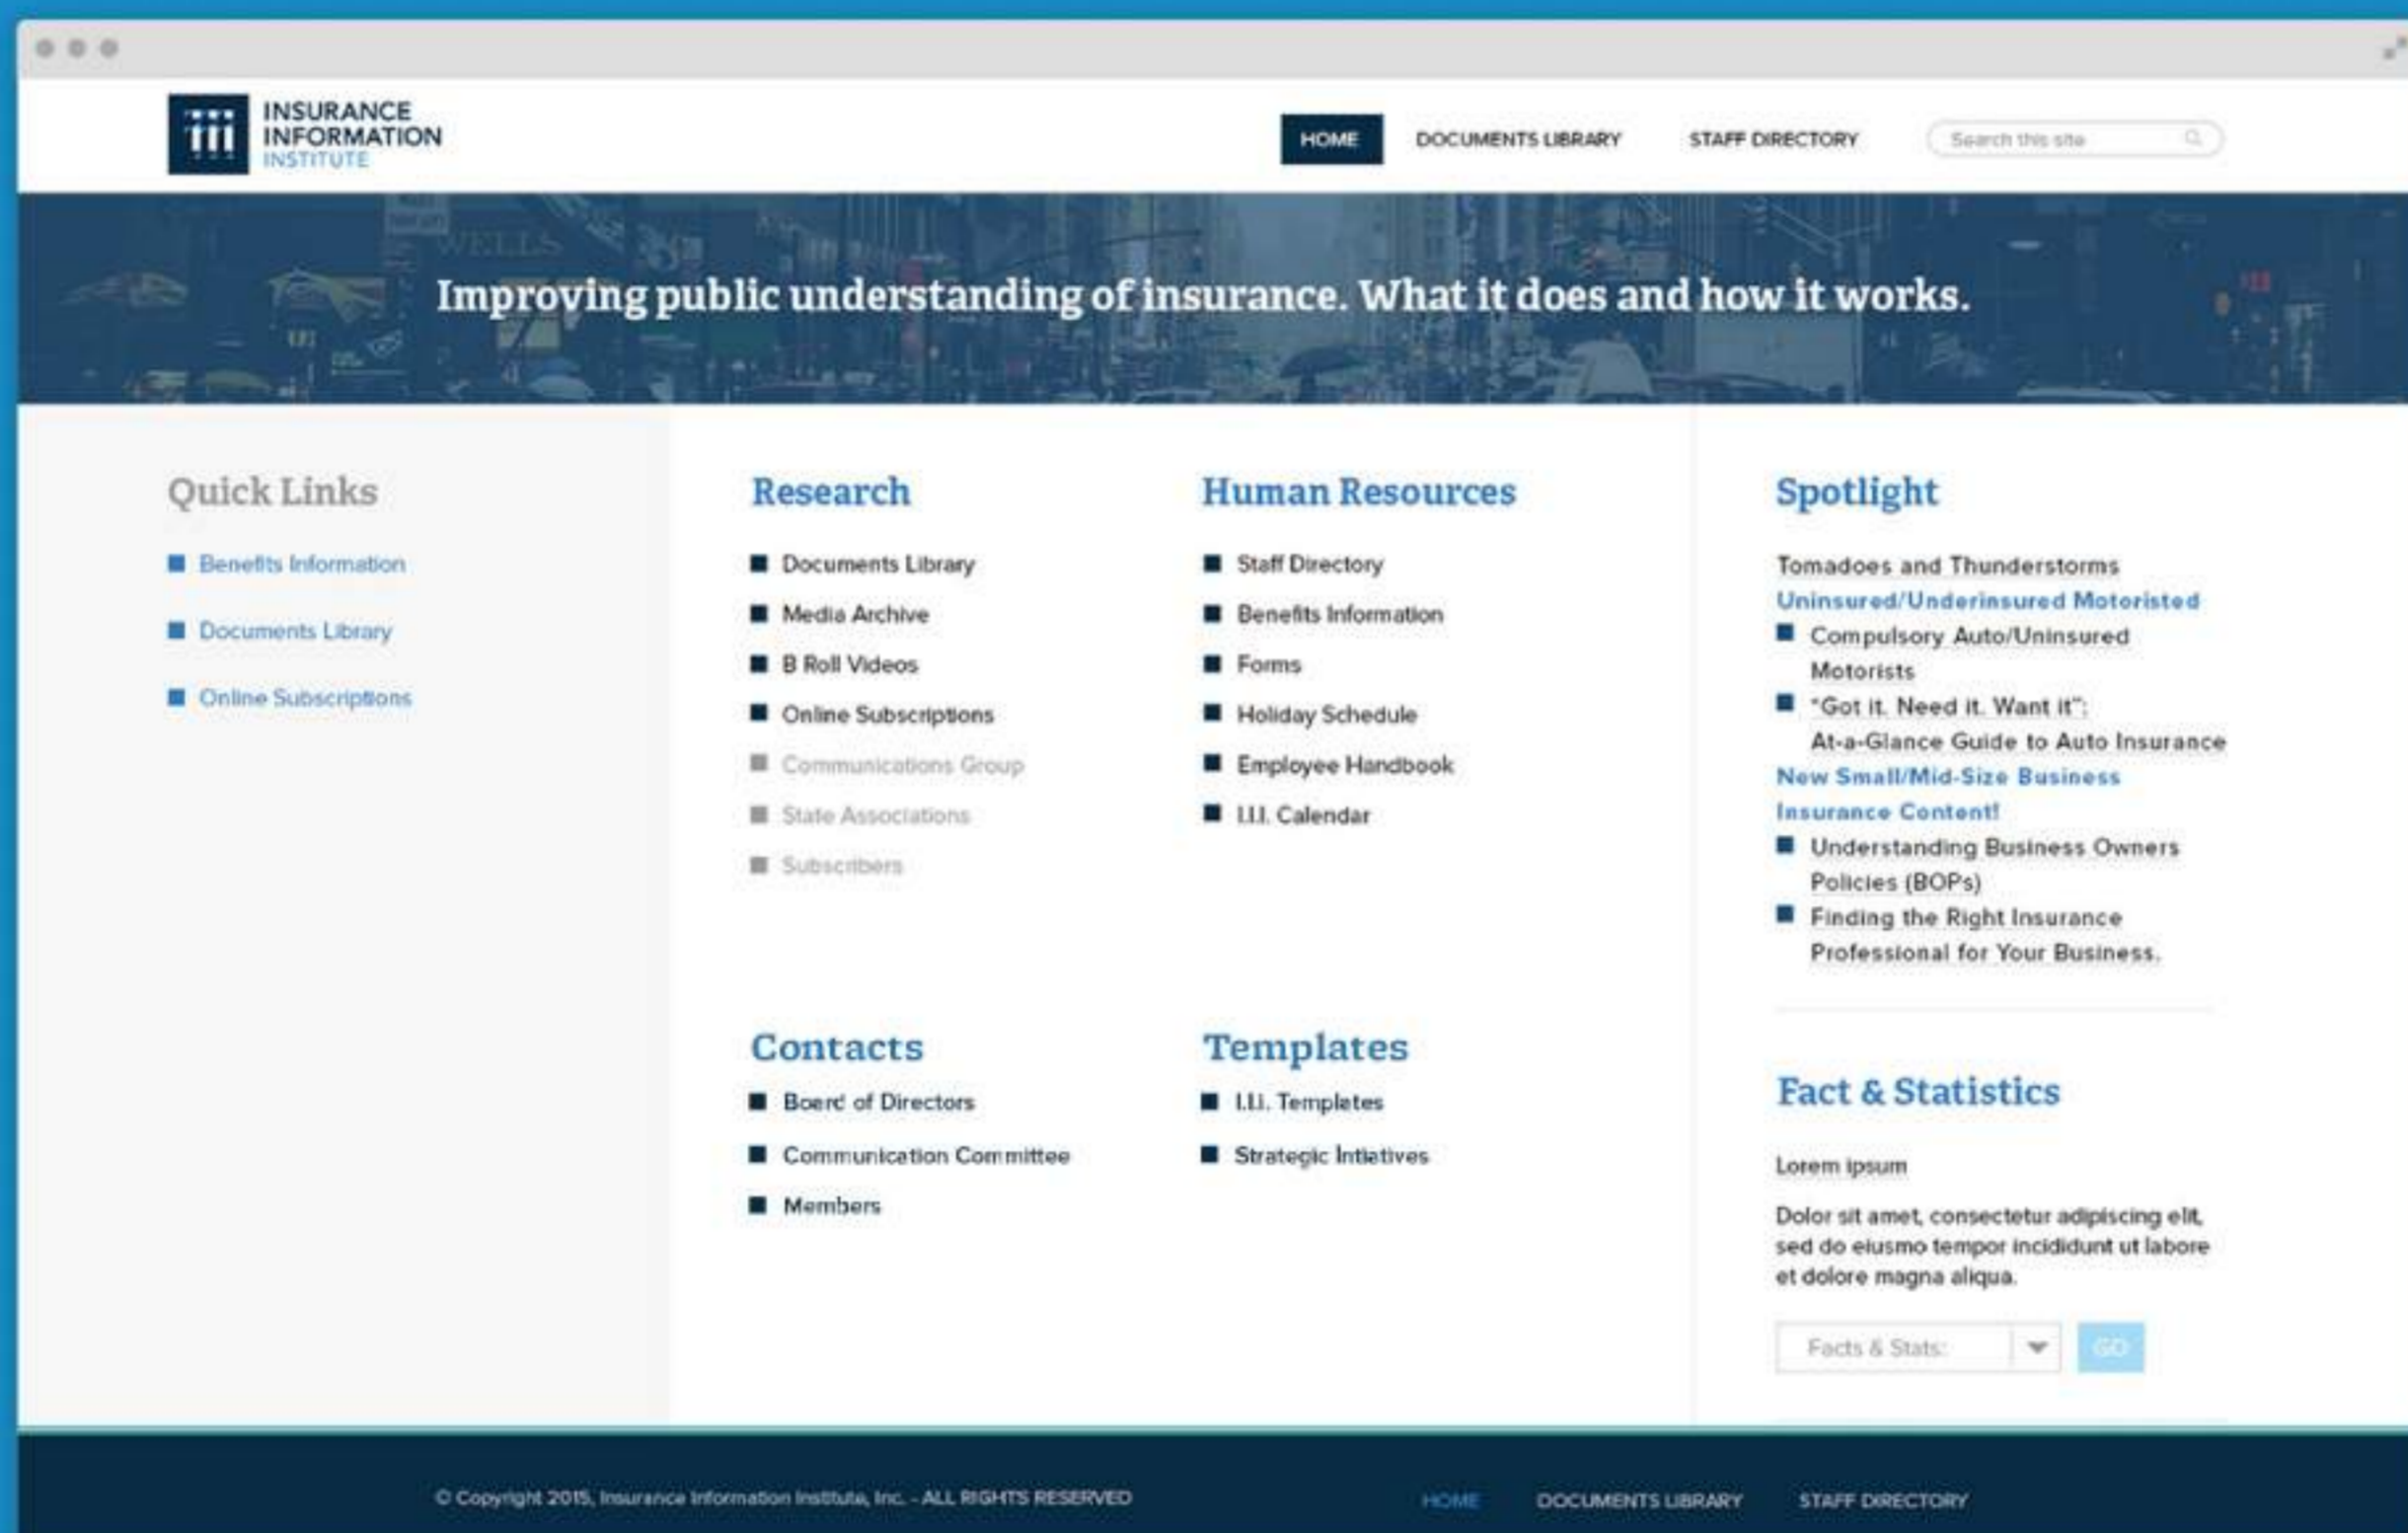 INSURANCE
INFORMATION
INSTITUTE
HOME DOCUMENTS LIBRARY STAFF DIRECTORY Search this site
WELLS
Improving public understanding of insurance. What it does and how it works.
Quick Links
Benefits Information
Documents Library
Online Subscriptions
Research
Documents Library
Media Archive
B Roll Videos
Online Subscriptions
Communications Group
State Associations
Subscribers
Human Resources
Staff Directory
Benefits Information
Forms
Holiday Schedule
Employee Handbook
I.I.I. Calendar
Contacts
Board of Directors
Communication Committee
Members
Templates
I.I.i. Templates
Strategic Intiatives
Spotlight
Tornadoes and Thunderstorms
Uninsured/Underinsured Motoristed
Compulsory Auto/Uninsured
Motorists
“Got it. Need it. Want it”:
At-a-Glance Guide to Auto Insurance
New Small/Mid-Size Business
Insurance Content!
Understanding Business Owners
Policies (BOPs)
Finding the Right Insurance
Professional for Your Business.
Fact & Statistics
Lorem ipsum
Dolor sit amet, consectetur adipiscing elit,
sed do eiusmo tempor incididunt ut labore
et dolore magna aliqua.
Facts & Stats: GO
© Copyright 2015, Insurance Information Institute, Inc. - ALL RIGHTS RESERVED HOME DOCUMENTS LIBRARY STAFF DIRECTORY